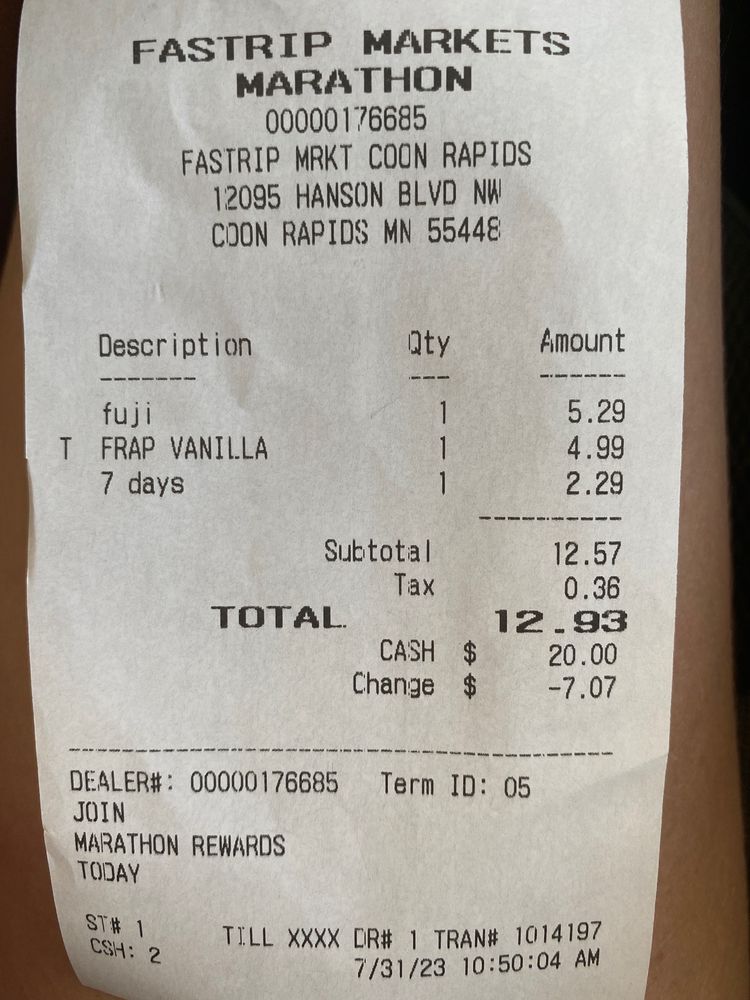 FASTRIP MARKETS
MARATHON
00000176685
FASTRIP MRKT COON RAPIDS
12095 HANSON BLVD NW
COON RAPIDS MN 55448
Description Qty Amount
------- --- ------
fuji 1 5.29
T FRAP VANILLA 1 4.99
7 days 1 2.29
----------
Subtotal 12.57
Tax 0.36
TOTAL 12.93
CASH $ 20.00
Change $ -7.07
----------------------------------------
DEALER#: 00000176685 Term ID: 05
JOIN
MARATHON REWARDS
TODAY
ST# 1 TILL XXXX DR# 1 TRAN# 1014197
CSH: 2 7/31/23 10:50:04 AM